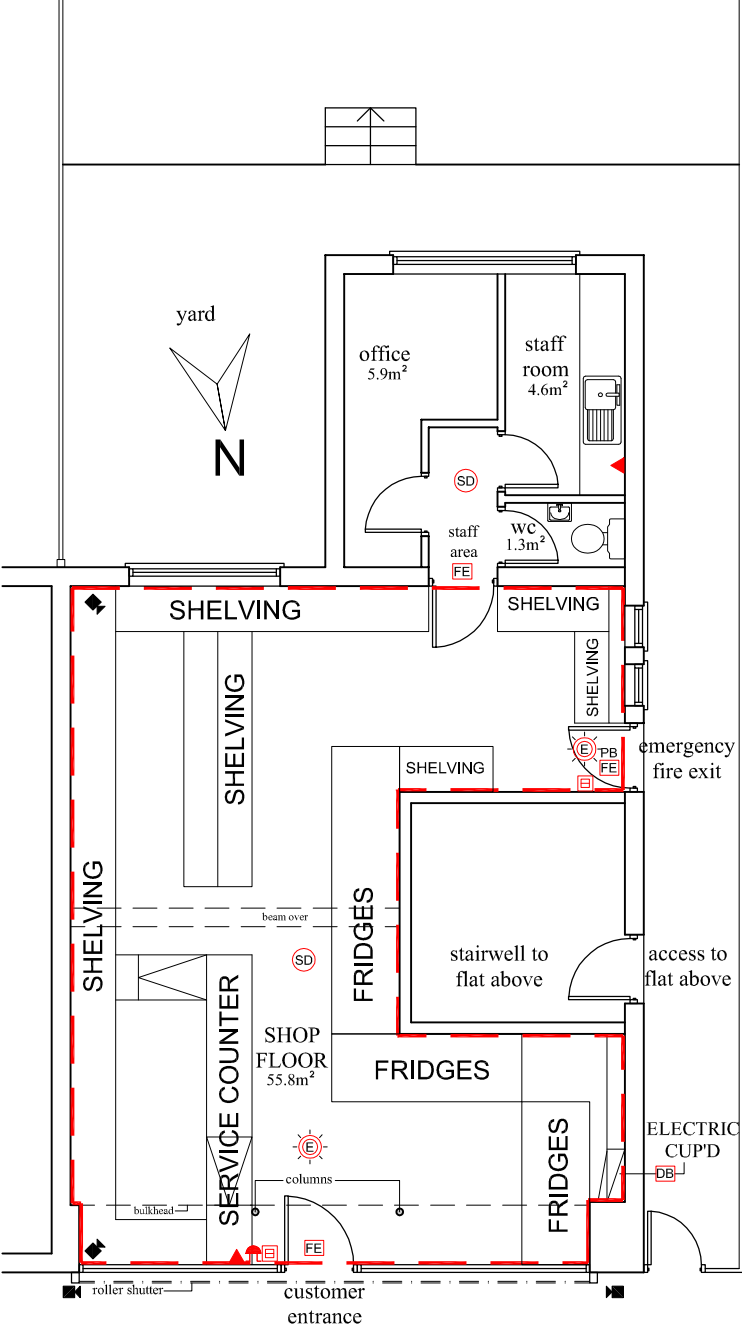 yard
N
office
5.9m²
staff
room
4.6m²
SD
staff
area
FE
wc
1.3m²
SHELVING
SHELVING
SHELVING
SHELVING
E
PB
FE
emergency
fire exit
SHELVING
SHELVING
beam over
FRIDGES
stairwell to
flat above
access to
flat above
SD
SERVICE COUNTER
SHOP
FLOOR
55.8m²
FRIDGES
FRIDGES
ELECTRIC
CUP'D
DB
E
columns
bulkhead
FE
roller shutter
customer
entrance